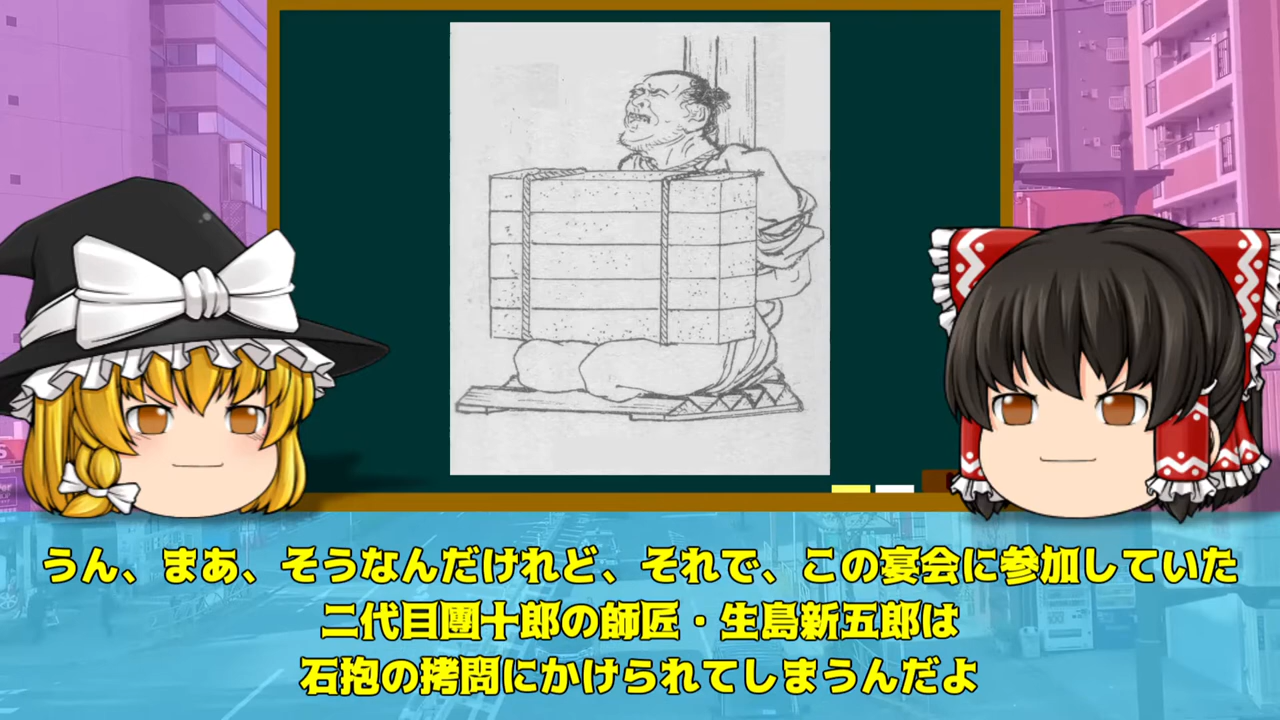 うん、まあ、そうなんだけれど、それで、この宴会に参加していた
二代目團十郎の師匠・生島新五郎は
石抱の拷問にかけられてしまうんだよ